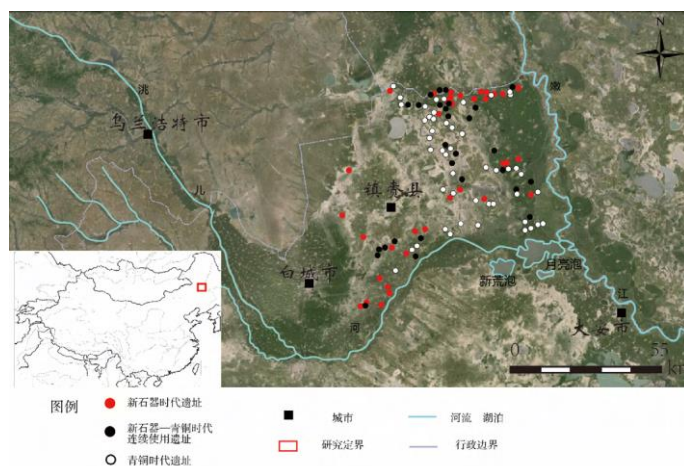 N
洮
嫩
乌兰浩特市
儿
镇赉县
白城市
月亮泡
新荒泡
河
江
大安市
0 35
km
图例
新石器时代遗址
新石器—青铜时代
连续使用遗址
青铜时代遗址
城市
研究定界
河流 湖泊
行政边界